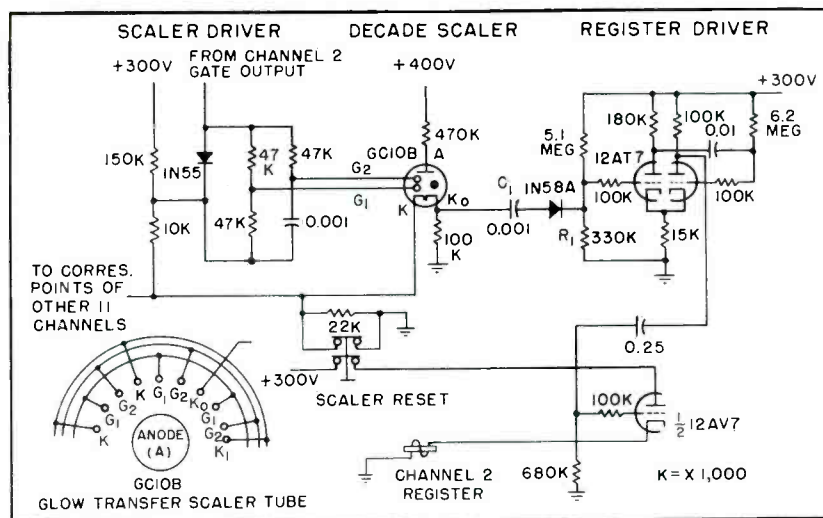 SCALER DRIVER
DECADE SCALER
REGISTER DRIVER
+300V
FROM CHANNEL 2
GATE OUTPUT
+400V
+300V
150K
1N55
47
K
47K
G2
G1
GC10B
A
470K
K
K0
C1
0.001
1N58A
5.1
MEG
180K
100K
0.01
6.2
MEG
12AT7
100K
100K
10K
47K
0.001
100
K
R1
330K
15K
TO CORRES.
POINTS OF
OTHER 11
CHANNELS
22K
0.25
+300V
SCALER RESET
100K
1/2 12AV7
K
G1
G2
K
G1
G2
K0
G1
G2
K1
ANODE
(A)
GC10B
GLOW TRANSFER SCALER TUBE
CHANNEL 2
REGISTER
680K
K=X 1,000